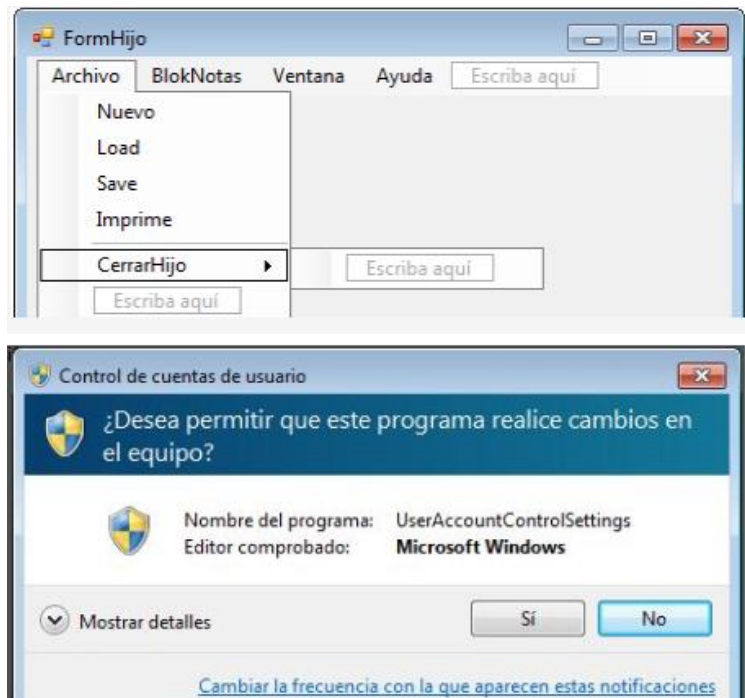 FormHijo
Archivo BlokNotas Ventana Ayuda Escriba aquí
Nuevo
Load
Save
Imprime
CerrarHijo Escriba aquí
Escriba aquí
Control de cuentas de usuario
¿Desea permitir que este programa realice cambios en
el equipo?
Nombre del programa: UserAccountControlSettings
Editor comprobado: Microsoft Windows
Mostrar detalles Sí No
Cambiar la frecuencia con la que aparecen estas notificaciones